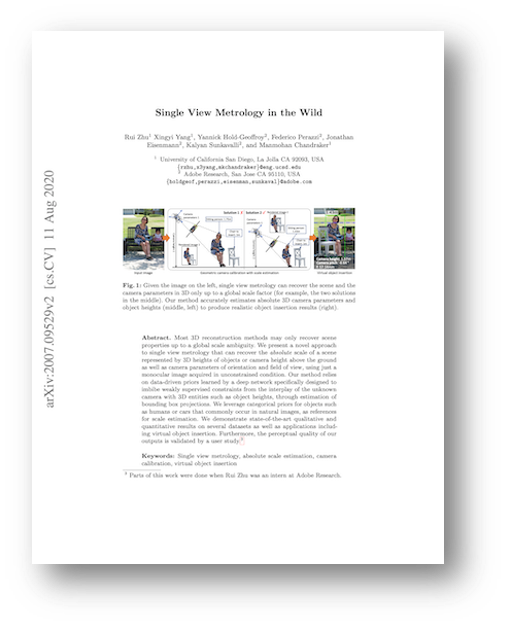 Single View Metrology in the Wild
Rui Zhu¹ Xingyi Yang¹, Yannick Hold-Geoffroy², Federico Perazzi², Jonathan
Eisenmann², Kalyan Sunkavalli², and Manmohan Chandraker¹
¹ University of California San Diego, La Jolla CA 92093, USA
{rzhu,x3yang,mkchandraker}@eng.ucsd.edu
² Adobe Research, San Jose CA 95110, USA
{holdgeof,perazzi,eisenman,sunkaval}@adobe.com
arXiv:2007.09529v2 [cs.CV] 11 Aug 2020
Input image
Geometric camera calibration with scale estimation
Virtual object insertion
Fig. 1: Given the image on the left, single view metrology can recover the scene and the
camera parameters in 3D only up to a global scale factor (for example, the two solutions
in the middle). Our method accurately estimates absolute 3D camera parameters and
object heights (middle, left) to produce realistic object insertion results (right).
Abstract. Most 3D reconstruction methods may only recover scene
properties up to a global scale ambiguity. We present a novel approach
to single view metrology that can recover the absolute scale of a scene
represented by 3D heights of objects or camera height above the ground
as well as camera parameters of orientation and field of view, using just a
monocular image acquired in unconstrained condition. Our method relies
on data-driven priors learned by a deep network specifically designed to
imbibe weakly supervised constraints from the interplay of the unknown
camera with 3D entities such as object heights, through estimation of
bounding box projections. We leverage categorical priors for objects such
as humans or cars that commonly occur in natural images, as references
for scale estimation. We demonstrate state-of-the-art qualitative and
quantitative results on several datasets as well as applications includ-
ing virtual object insertion. Furthermore, the perceptual quality of our
outputs is validated by a user study.³
Keywords: Single view metrology, absolute scale estimation, camera
calibration, virtual object insertion
³ Parts of this work were done when Rui Zhu was an intern at Adobe Research.